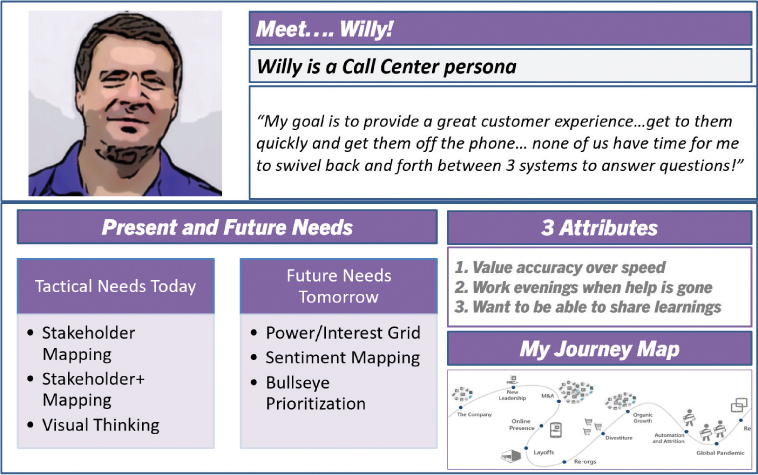 Meet…. Willy!
Willy is a Call Center persona
“My goal is to provide a great customer experience…get to them
quickly and get them off the phone… none of us have time for me
to swivel back and forth between 3 systems to answer questions!”
Present and Future Needs
Tactical Needs Today
• Stakeholder
Mapping
• Stakeholder+
Mapping
• Visual Thinking
Future Needs
Tomorrow
• Power/Interest Grid
• Sentiment Mapping
• Bullseye
Prioritization
3 Attributes
1. Value accuracy over speed
2. Work evenings when help is gone
3. Want to be able to share learnings
My Journey Map
The Company
New
Leadership
M&A
Online
Presence
Layoffs
Re-orgs
Divestiture
Organic
Growth
Automation
and Attrition
Global Pandemic
Re